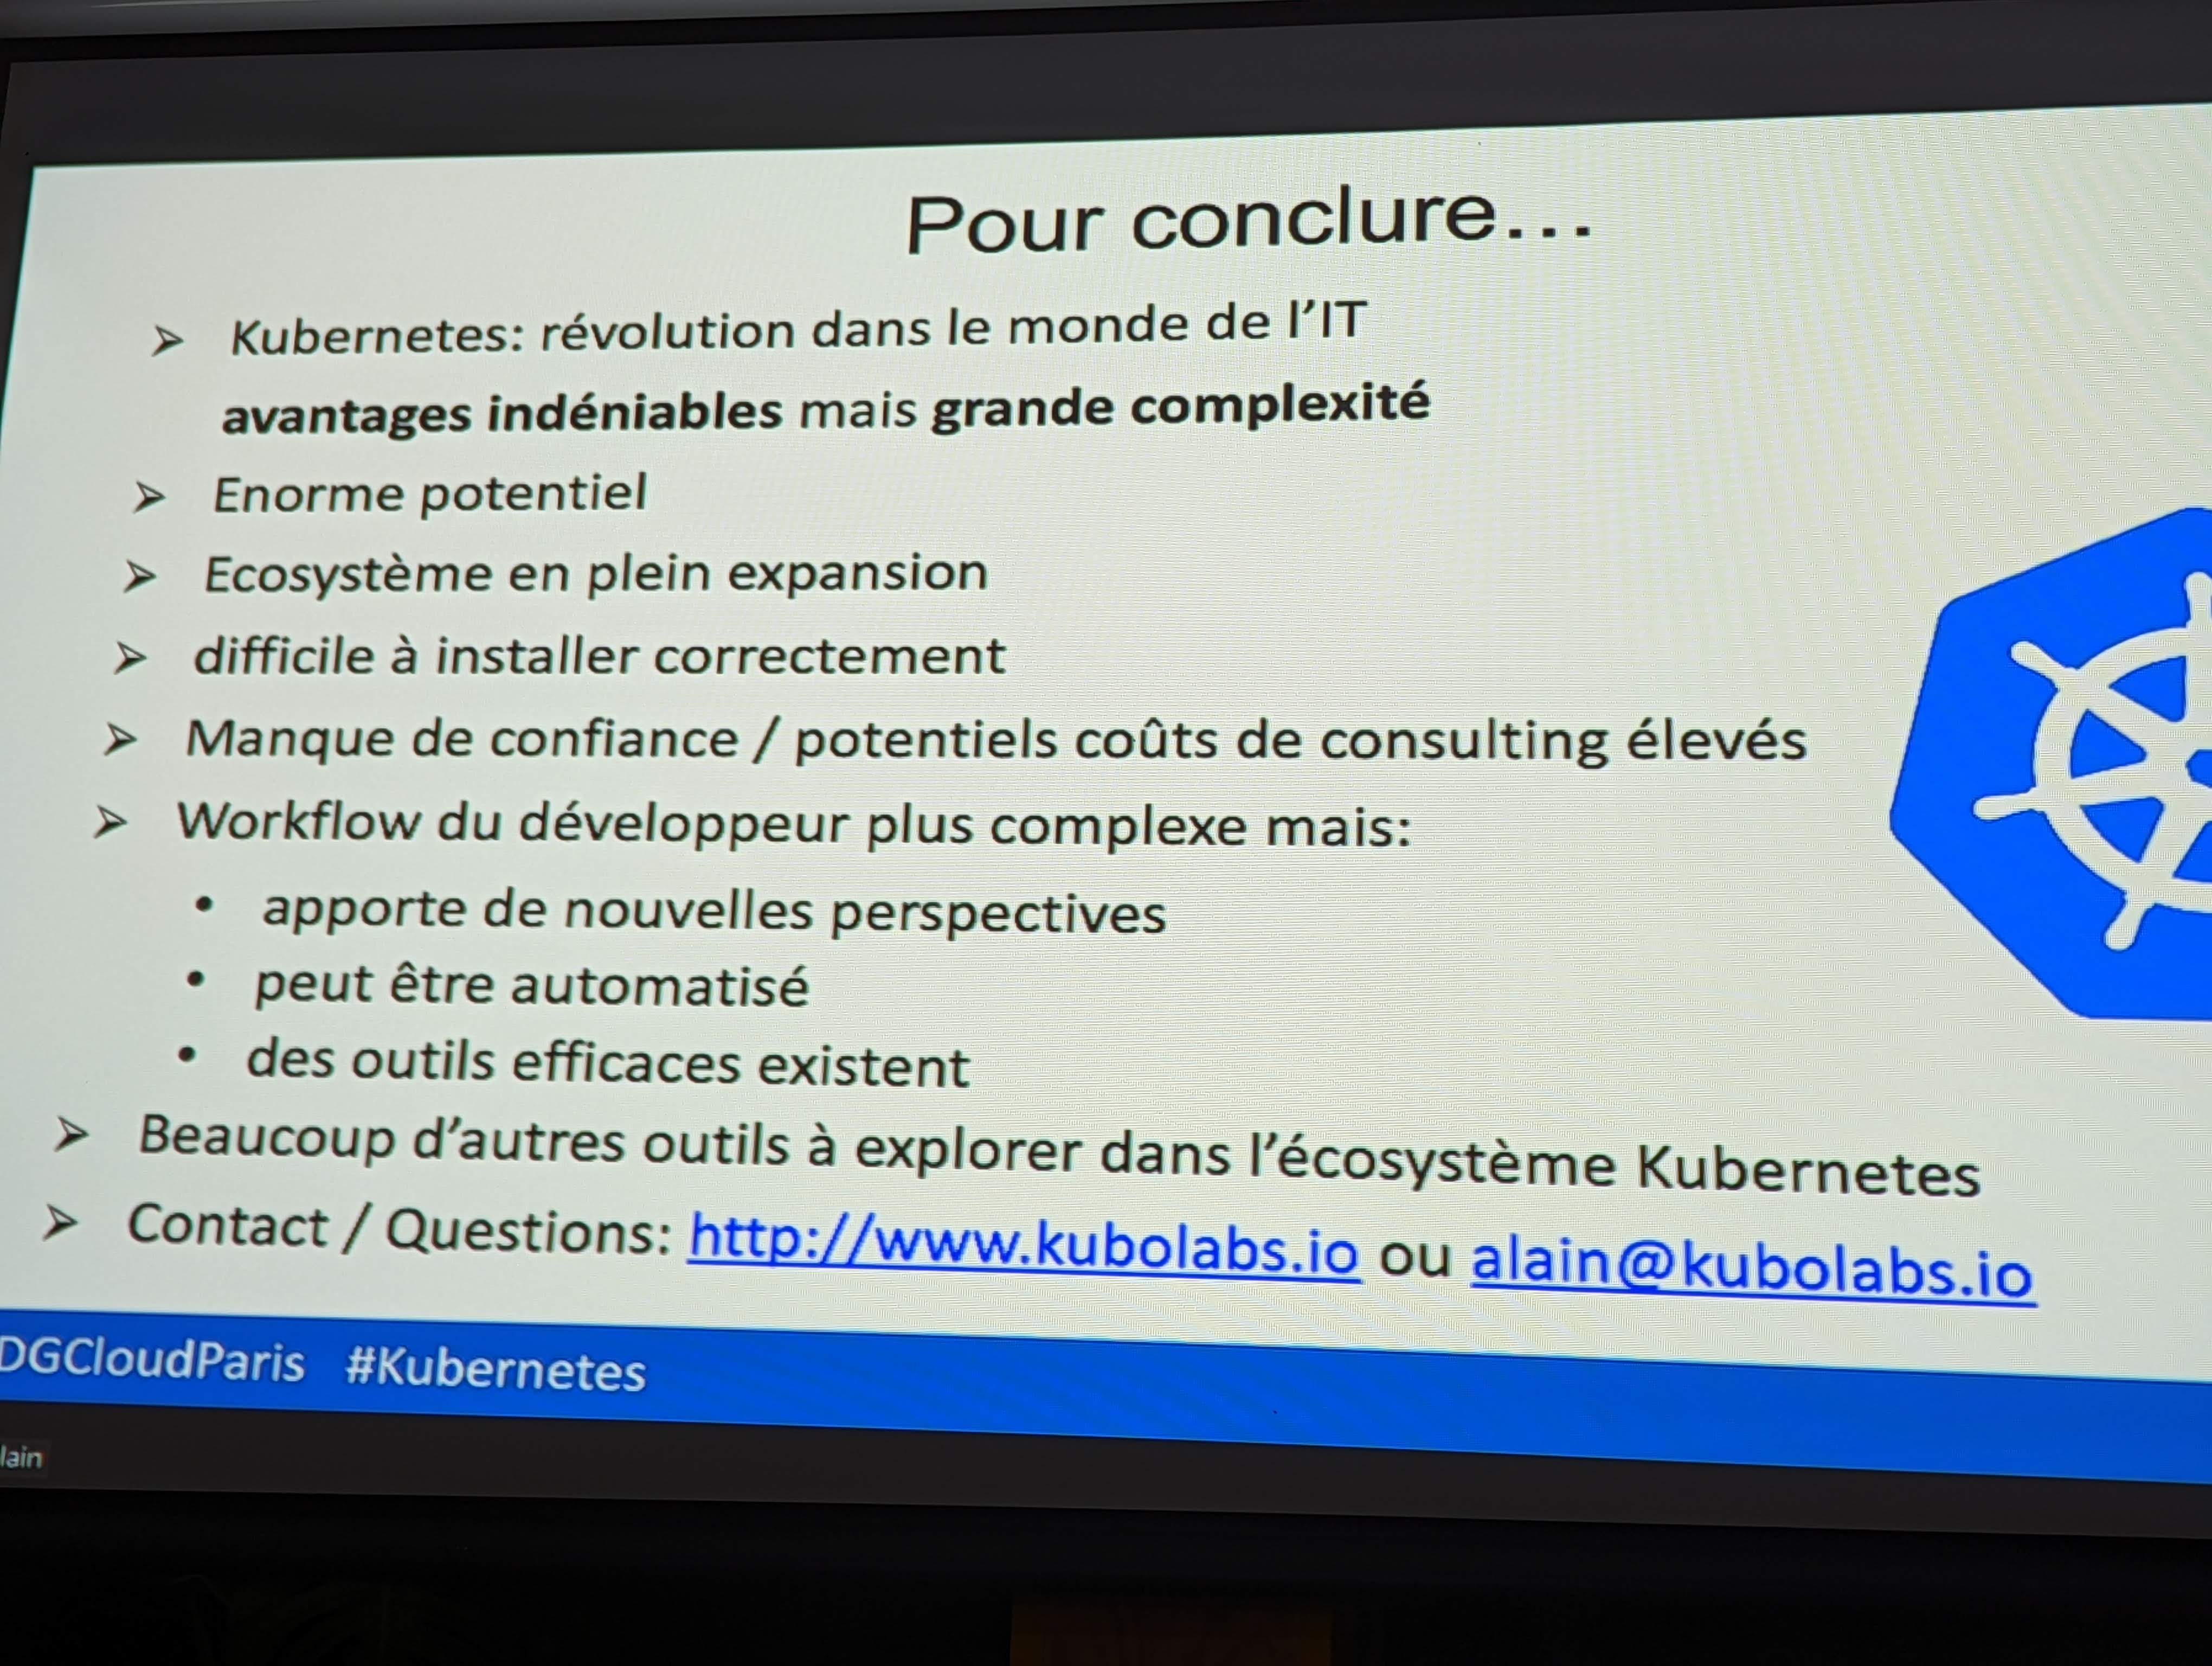 Pour conclure...
➢ Kubernetes: révolution dans le monde de l'IT
avantages indéniables mais grande complexité
➢ Enorme potentiel
➢ Ecosystème en plein expansion
➢ difficile à installer correctement
➢ Manque de confiance / potentiels coûts de consulting élevés
➢ Workflow du développeur plus complexe mais:
• apporte de nouvelles perspectives
• peut être automatisé
• des outils efficaces existent
➢ Beaucoup d'autres outils à explorer dans l'écosystème Kubernetes
➢ Contact / Questions: http://www.kubolabs.io ou alain@kubolabs.io
DGCloudParis #Kubernetes
lain